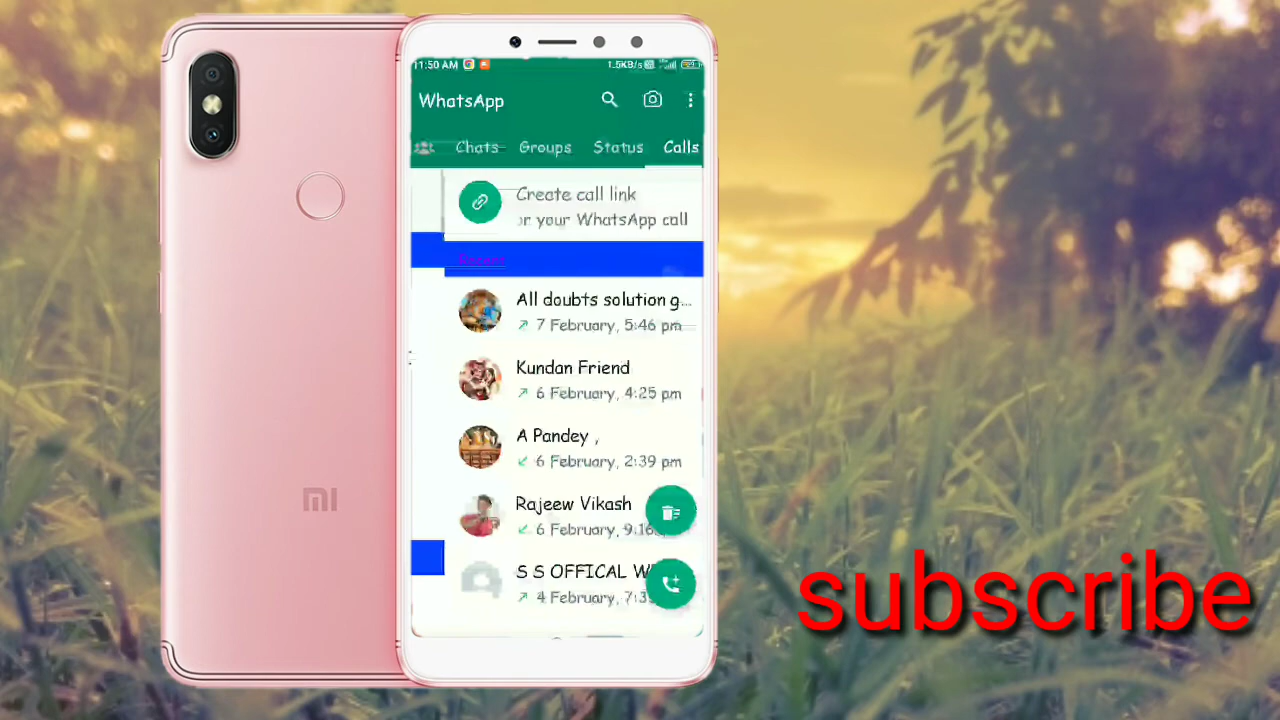 11:50 AM
1.5KB/s
WhatsApp
Chats Groups Status Calls
Create call link
your WhatsApp call
Recent
All doubts solution g...
7 February, 5:46 pm
Kundan Friend
6 February, 4:25 pm
A Pandey ,
6 February, 2:39 pm
Rajeew Vikash
6 February, 9:16
S S OFFICAL
4 February, 7:3
mi
subscribe